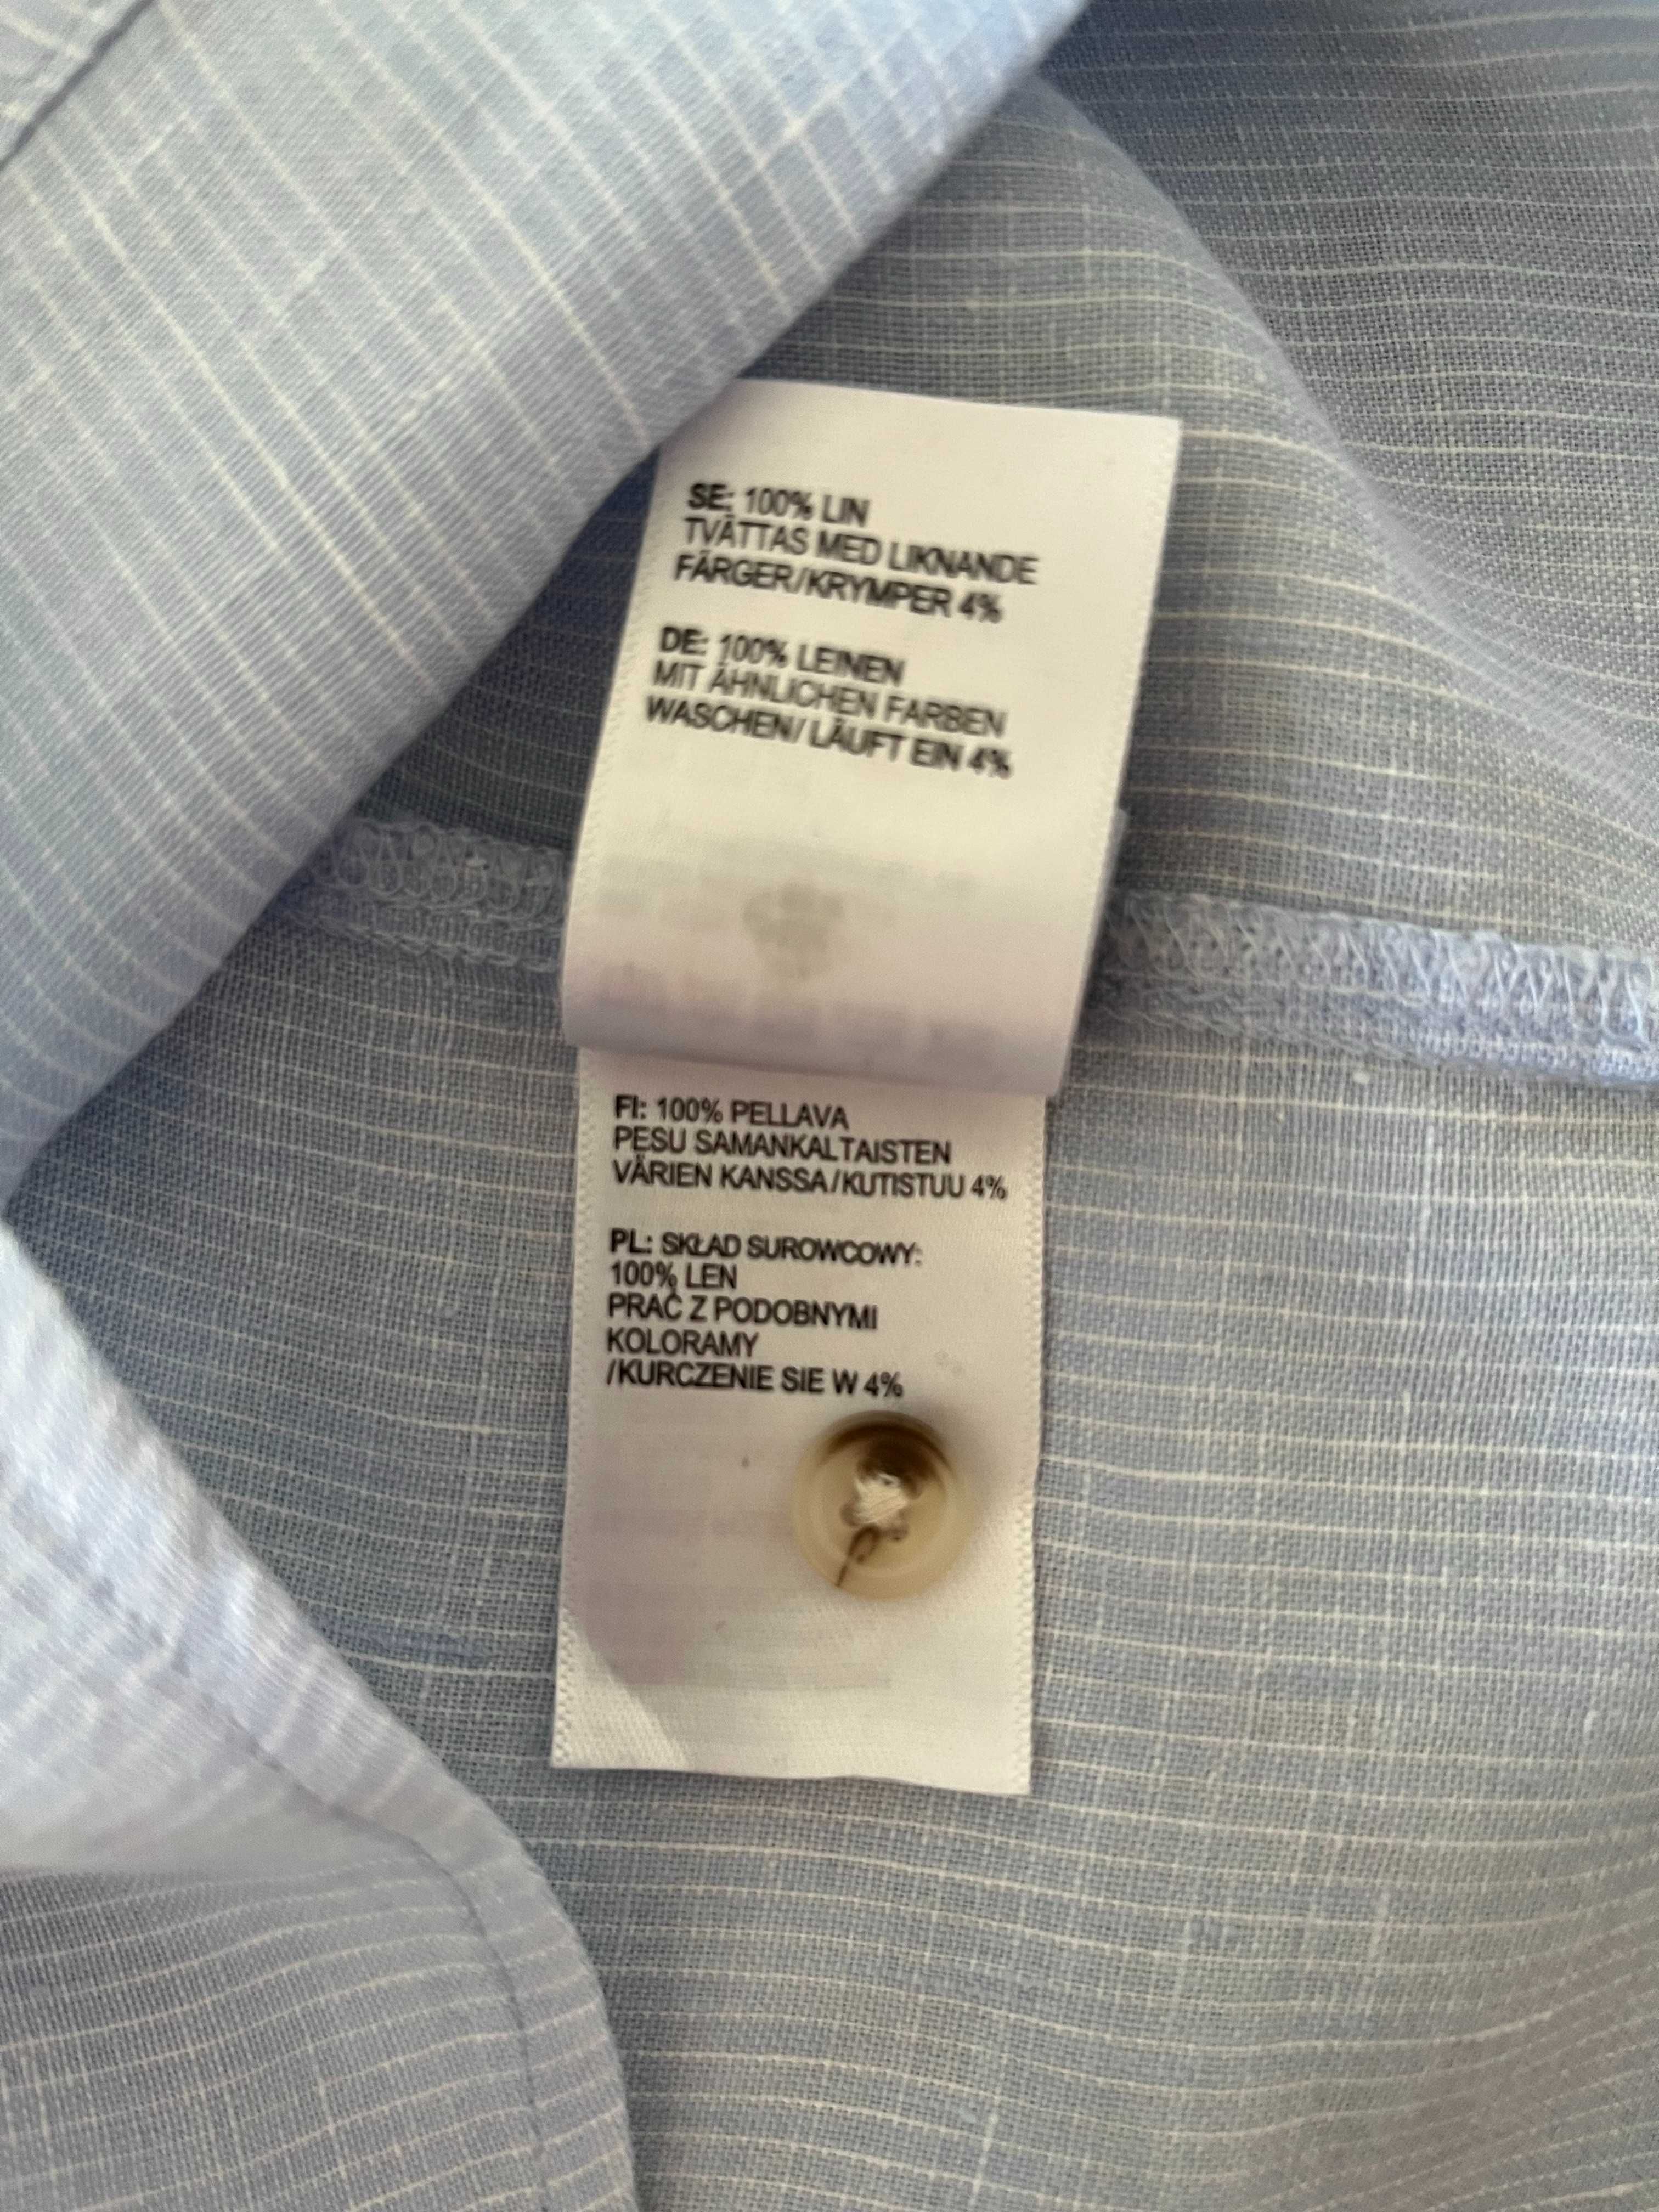 SE: 100% LIN
TVÄTTAS MED LIKNANDE
FÄRGER/KRYMPER 4%
DE: 100% LEINEN
MIT ÄHNLICHEN FARBEN
WASCHEN/ LÄUFT EIN 4%
FI: 100% PELLAVA
PESU SAMANKALTAISTEN
VÄRIEN KANSSA/KUTISTUU 4%
PL: SKŁAD SUROWCOWY:
100% LEN
PRAĆ Z PODOBNYMI
KOLORAMY
/KURCZENIE SIE W 4%